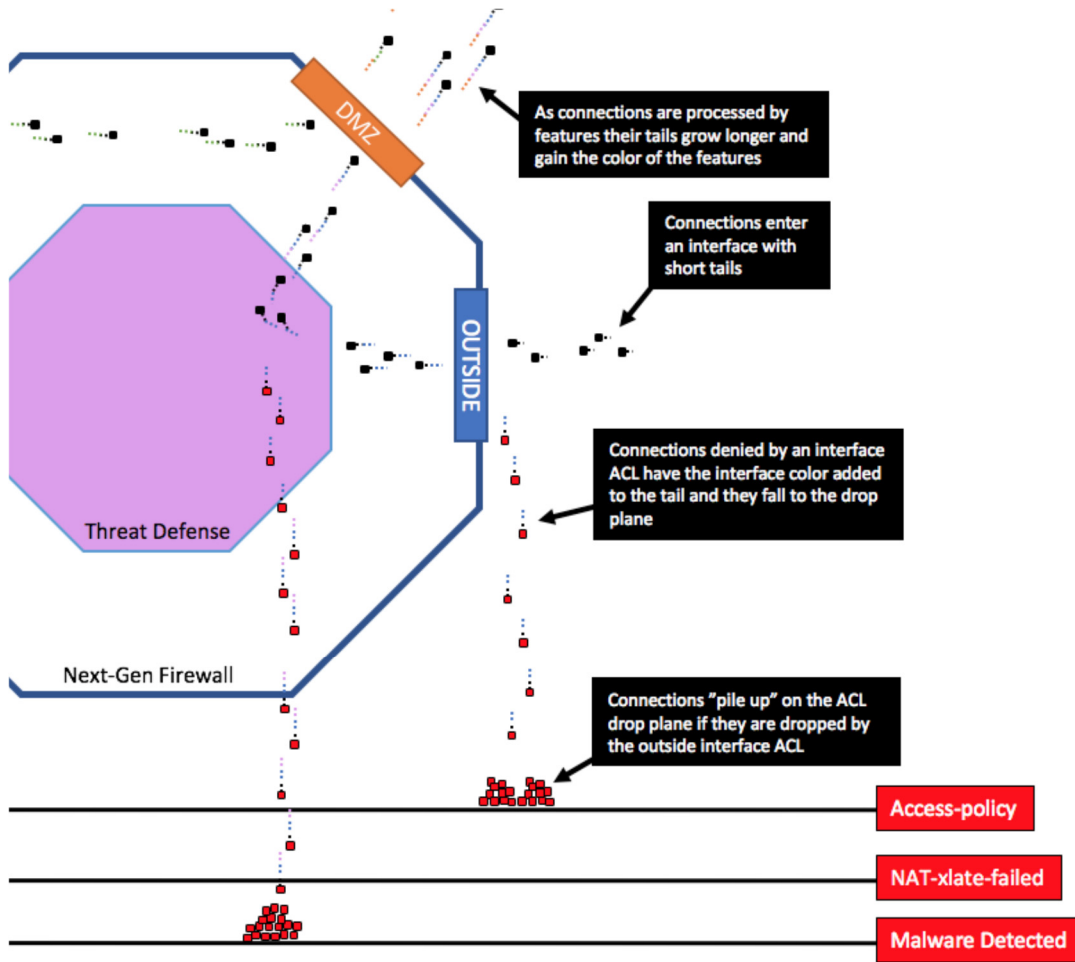 DMZ
As connections are processed by
features their tails grow longer and
gain the color of the features
Connections enter
an interface with
short tails
OUTSIDE
Connections denied by an interface
ACL have the interface color added
to the tail and they fall to the drop
plane
Threat Defense
Next-Gen Firewall
Connections "pile up" on the ACL
drop plane if they are dropped by
the outside interface ACL
Access-policy
NAT-xlate-failed
Malware Detected